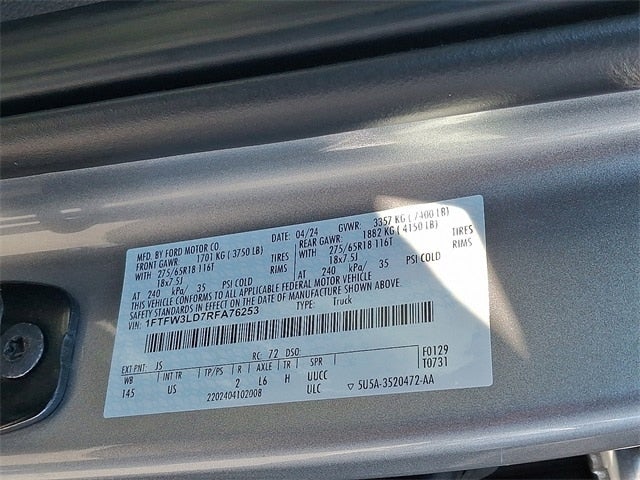 MFD. BY FORD MOTOR CO. DATE: 04/24 GVWR: 3357 KG ( 7400 LB)
FRONT GAWR: 1701 KG ( 3750 LB) REAR GAWR: 1882 KG ( 4150 LB)
WITH 275/65R18 116T TIRES WITH 275/65R18 116T TIRES
18x7.5J RIMS 18x7.5J RIMS
AT 240 kPa/ 35 PSI COLD AT 240 kPa/ 35 PSI COLD
THIS VEHICLE CONFORMS TO ALL APPLICABLE FEDERAL MOTOR VEHICLE
SAFETY STANDARDS IN EFFECT ON THE DATE OF MANUFACTURE SHOWN ABOVE.
VIN: 1FTFW3LD7RFA76253 TYPE: Truck
EXT PNT: JS RC: 72 DSO: F0129
WB INT TR TP/PS R AXLE TR SPR T0731
145 US 2 L6 H UUCC
2202404102008 ULC ▽ 5U5A-3520472-AA